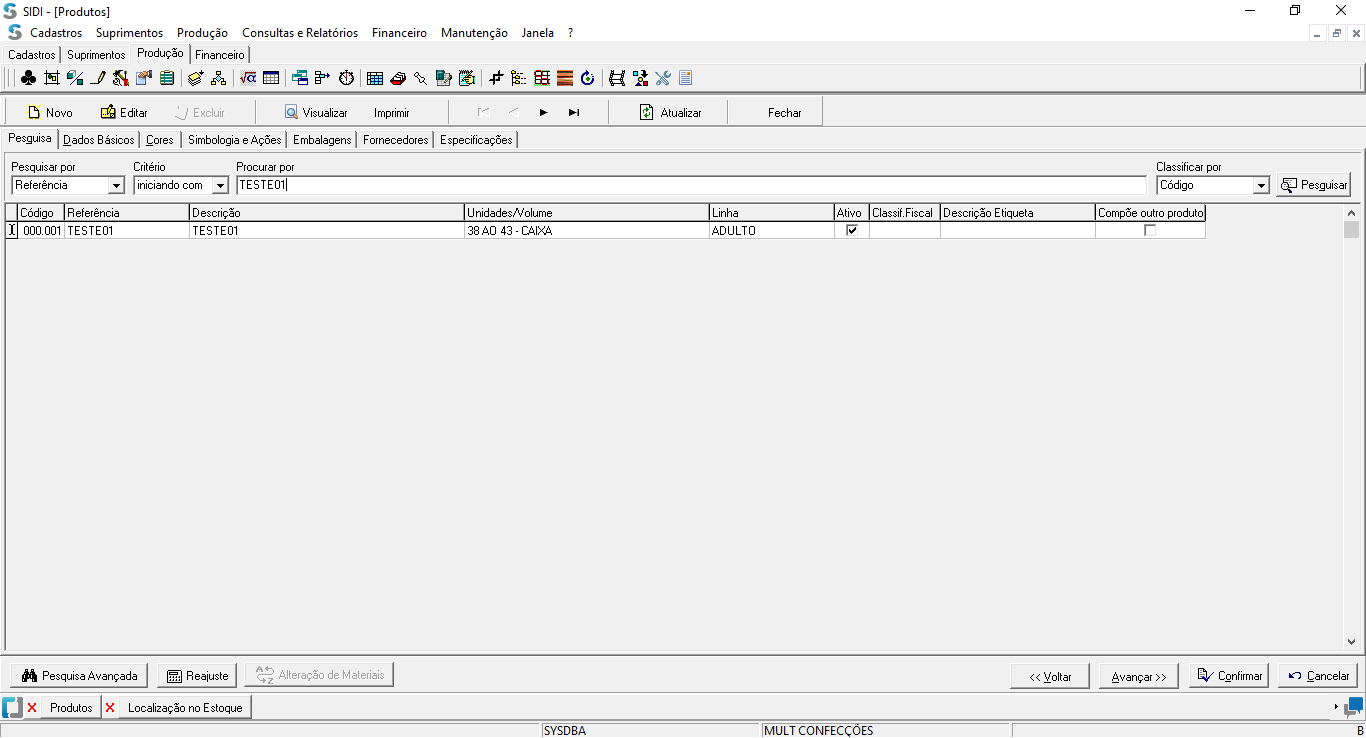 SIDI - [Produtos]
Cadastros Suprimentos Produção Consultas e Relatórios Financeiro Manutenção Janela ?
Cadastros Suprimentos Produção Financeiro
Novo Editar Excluir Visualizar Imprimir Atualizar Fechar
Pesquisa Dados Básicos Cores Simbologia e Ações Embalagens Fornecedores Especificações
Pesquisar por Critério Procurar por Classificar por
Referência iniciando com TESTE01 Código Pesquisar
Código Referência Descrição Unidades/Volume Linha Ativo Classif.Fiscal Descrição Etiqueta Compõe outro produto
000.001 TESTE01 TESTE01 38 AO 43 - CAIXA ADULTO
Pesquisa Avançada Reajuste Alteração de Materiais << Voltar Avançar >> Confirmar Cancelar
Produtos Localização no Estoque
SYSDBA MULT CONFECÇÕES B